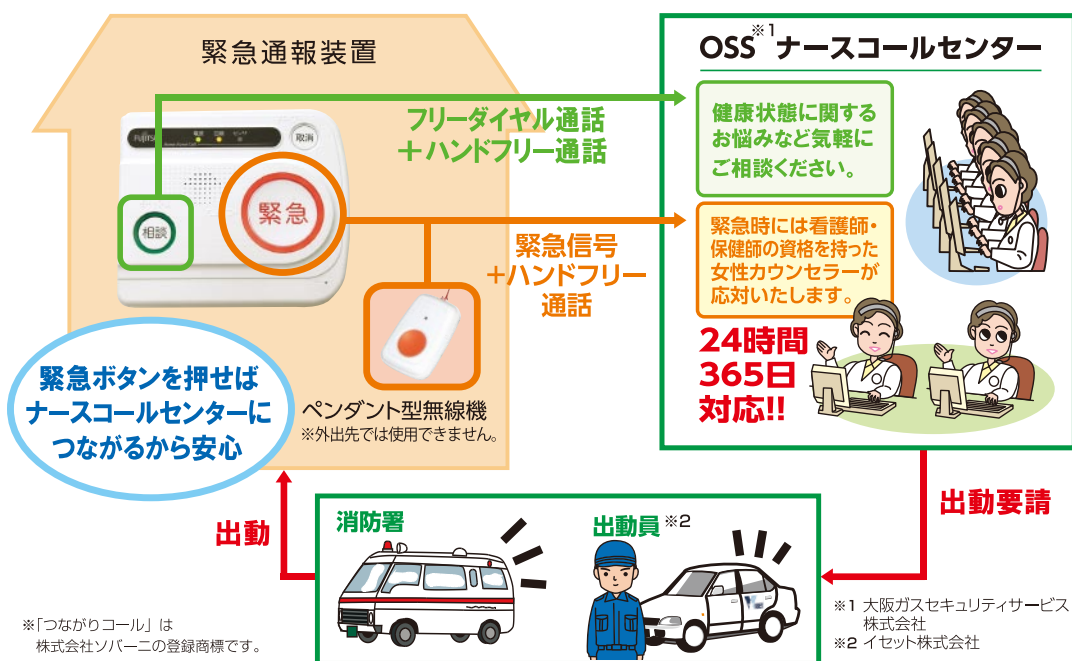 緊急通報装置
FUJITSU
電源
取消
相談
緊急
フリーダイヤル通話
＋ハンドフリー通話
緊急信号
＋ハンドフリー
通話
ペンダント型無線機
※外出先では使用できません。
緊急ボタンを押せば
ナースコールセンターに
つながるから安心
OSS※1ナースコールセンター
健康状態に関する
お悩みなど気軽に
ご相談ください。
緊急時には看護師・
保健師の資格を持った
女性カウンセラーが
応対いたします。
24時間
365日
対応!!
出動要請
出動
消防署
出動員※2
※「つながりコール」は
株式会社ソバーニの登録商標です。
※1 大阪ガスセキュリティサービス
株式会社
※2 イセット株式会社